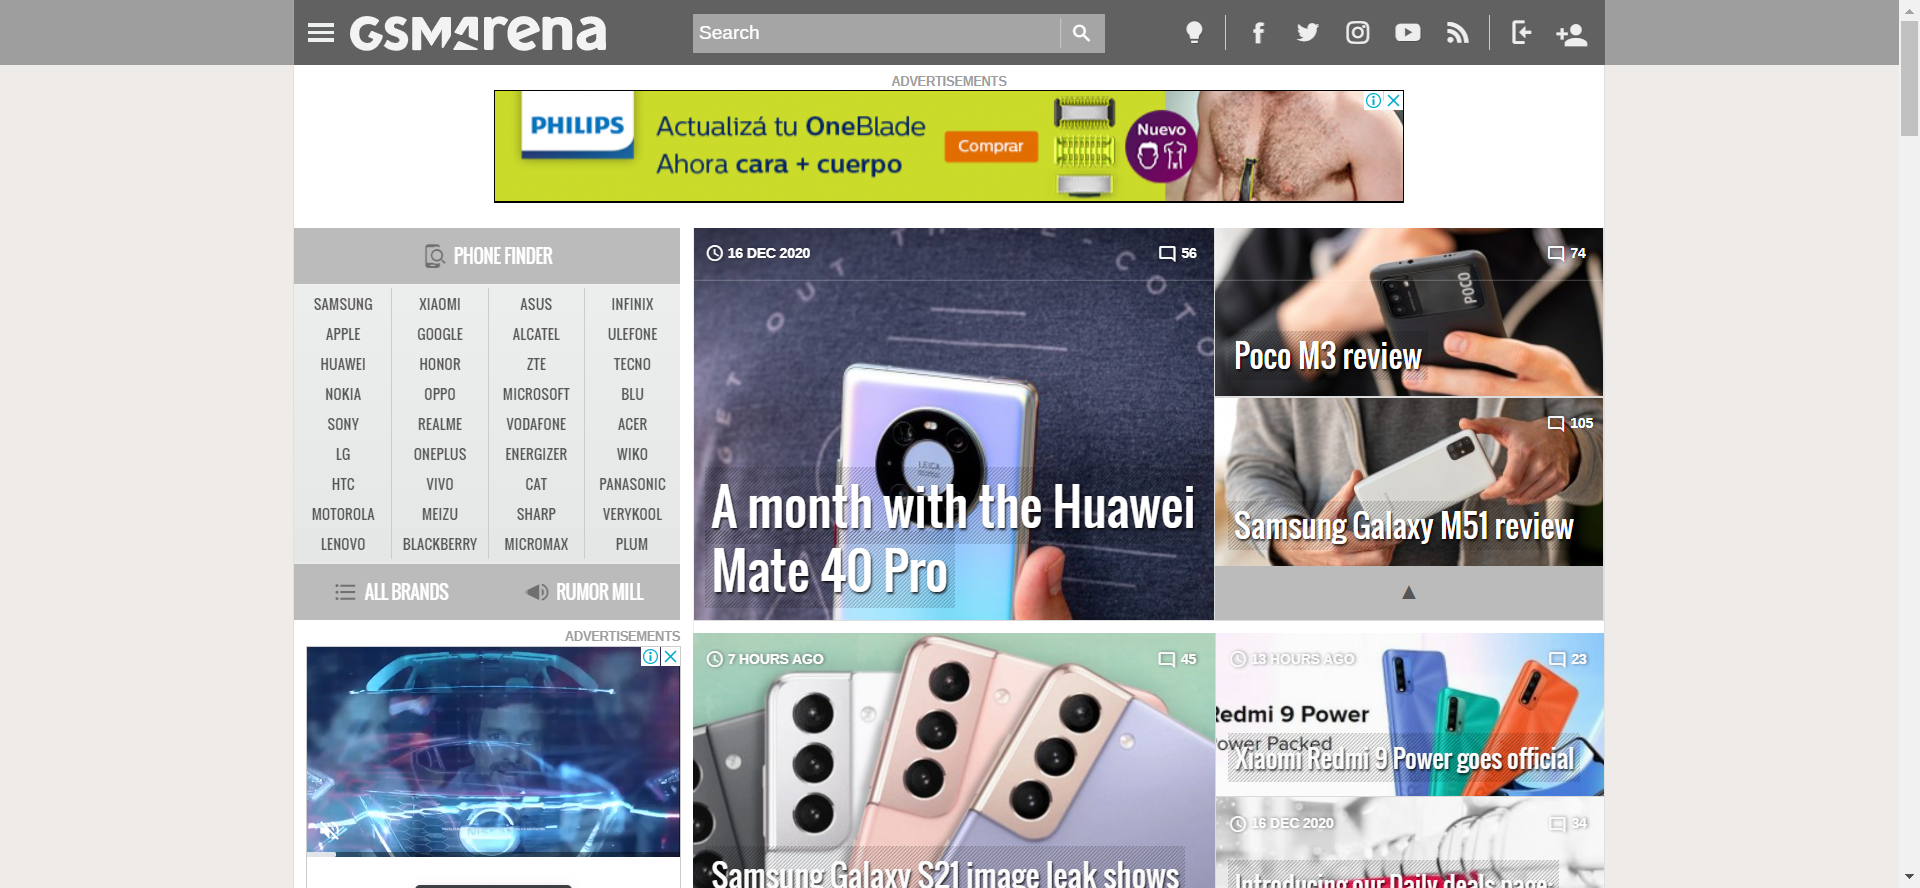 GSMArena
Search
ADVERTISEMENTS
PHILIPS
Actualizá tu OneBlade
Ahora cara + cuerpo
Comprar
Nuevo
PHONE FINDER
SAMSUNG XIAOMI ASUS INFINIX
APPLE GOOGLE ALCATEL ULEFONE
HUAWEI HONOR ZTE TECNO
NOKIA OPPO MICROSOFT BLU
SONY REALME VODAFONE ACER
LG ONEPLUS ENERGIZER WIKO
HTC VIVO CAT PANASONIC
MOTOROLA MEIZU SHARP VERYKOOL
LENOVO BLACKBERRY MICROMAX PLUM
ALL BRANDS RUMOR MILL
16 DEC 2020 56
LEICA
A month with the Huawei
Mate 40 Pro
74
POCO
Poco M3 review
105
Samsung Galaxy M51 review
▲
ADVERTISEMENTS
7 HOURS AGO 45
Samsung Galaxy S21 image leak shows
13 HOURS AGO 23
Redmi 9 Power
ower Packed
Xiaomi Redmi 9 Power goes official
16 DEC 2020 34
Introducing our Daily deals page: